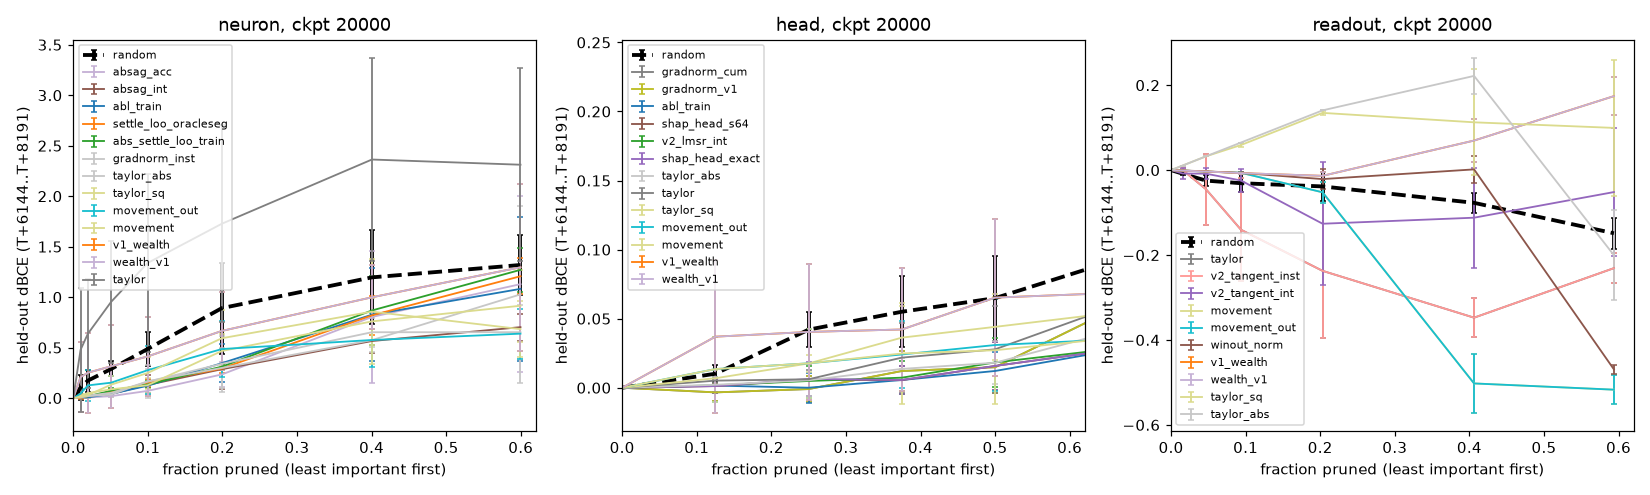 neuron, ckpt 20000
held-out dBCE (T+6144..T+8191)
3.5
3.0
2.5
2.0
1.5
1.0
0.5
0.0
random
absag_acc
absag_int
abl_train
settle_loo_oracleseg
abs_settle_loo_train
gradnorm_inst
taylor_abs
taylor_sq
movement_out
movement
v1_wealth
wealth_v1
taylor
0.0 0.1 0.2 0.3 0.4 0.5 0.6
fraction pruned (least important first)
head, ckpt 20000
held-out dBCE (T+6144..T+8191)
0.25
0.20
0.15
0.10
0.05
0.00
random
gradnorm_cum
gradnorm_v1
abl_train
shap_head_s64
v2_lmsr_int
shap_head_exact
taylor_abs
taylor
taylor_sq
movement_out
movement
v1_wealth
wealth_v1
0.0 0.1 0.2 0.3 0.4 0.5 0.6
fraction pruned (least important first)
readout, ckpt 20000
held-out dBCE (T+6144..T+8191)
0.2
0.0
−0.2
−0.4
−0.6
random
taylor
v2_tangent_inst
v2_tangent_int
movement
movement_out
winout_norm
v1_wealth
wealth_v1
taylor_sq
taylor_abs
0.0 0.1 0.2 0.3 0.4 0.5 0.6
fraction pruned (least important first)